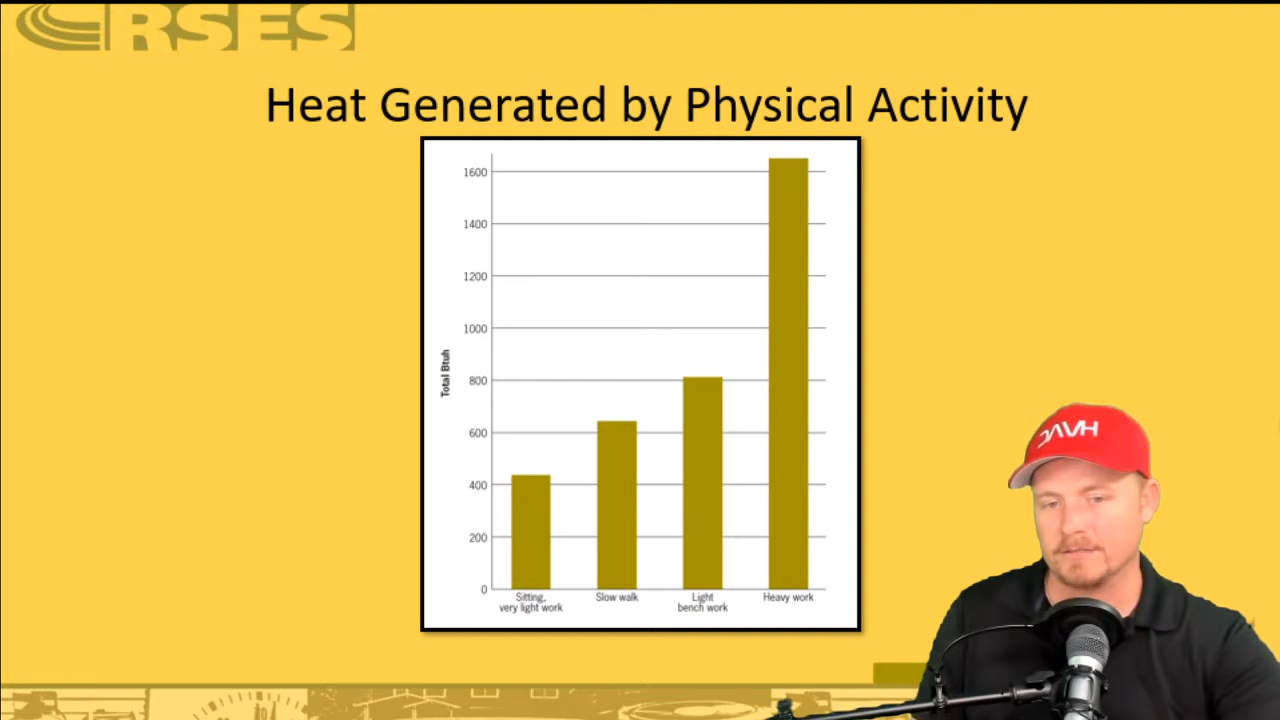 RSES
Heat Generated by Physical Activity
1600
1400
1200
1000
800
600
400
200
0
Total Btuh
Sitting,
very light work
Slow walk
Light
bench work
Heavy work
HVAC